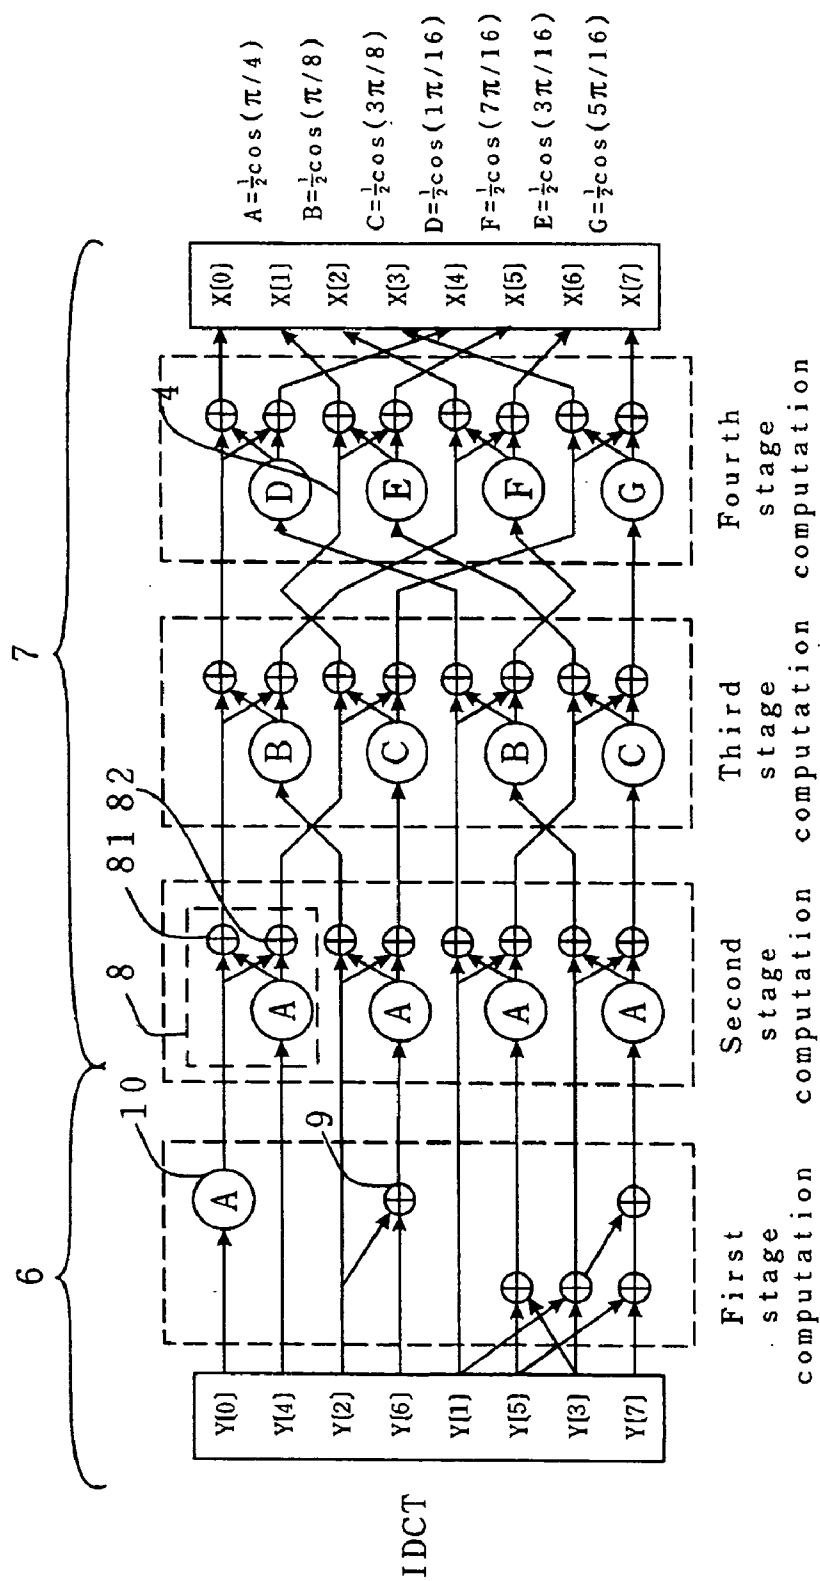 IDCT
6
7
Y[0]
Y[4]
Y[2]
Y[6]
Y[1]
Y[5]
Y[3]
Y[7]
10
A
9
8
81
82
A
A
A
A
B
C
B
C
4
D
E
F
G
X[0]
X[1]
X[2]
X[3]
X[4]
X[5]
X[6]
X[7]
A=½cos(π/4)
B=½cos(π/8)
C=½cos(3π/8)
D=½cos(1π/16)
F=½cos(7π/16)
E=½cos(3π/16)
G=½cos(5π/16)
First
stage
computation
Second
stage
computation
Third
stage
computation
Fourth
stage
computation